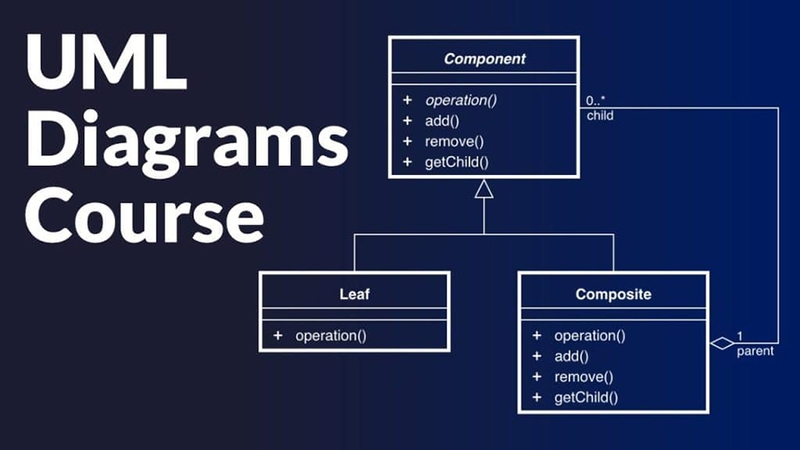 UML
Diagrams
Course
Component
+ operation()
+ add()
+ remove()
+ getChild()
0..*
child
Leaf
+ operation()
Composite
+ operation()
+ add()
+ remove()
+ getChild()
1
parent